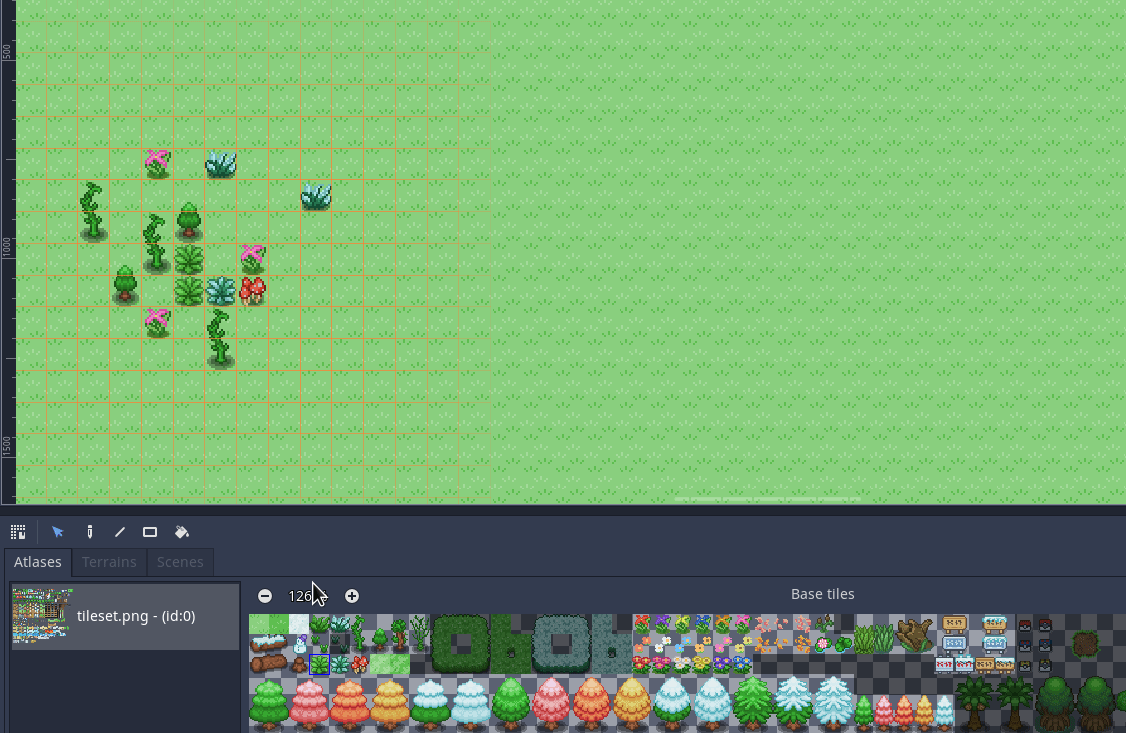 500
1000
1500
Atlases
Terrains
Scenes
126
Base tiles
tileset.png - (id:0)